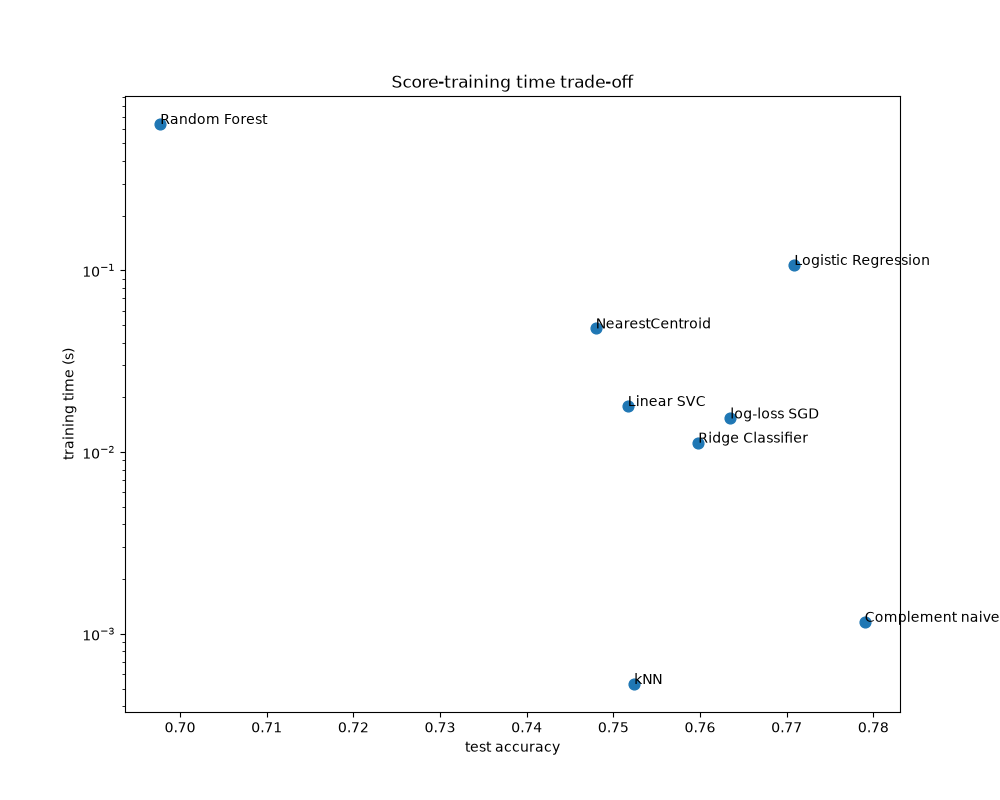 Score-training time trade-off
Random Forest
Logistic Regression
NearestCentroid
Linear SVC
log-loss SGD
Ridge Classifier
Complement naive
kNN
training time (s)
10⁻¹
10⁻²
10⁻³
0.70 0.71 0.72 0.73 0.74 0.75 0.76 0.77 0.78
test accuracy